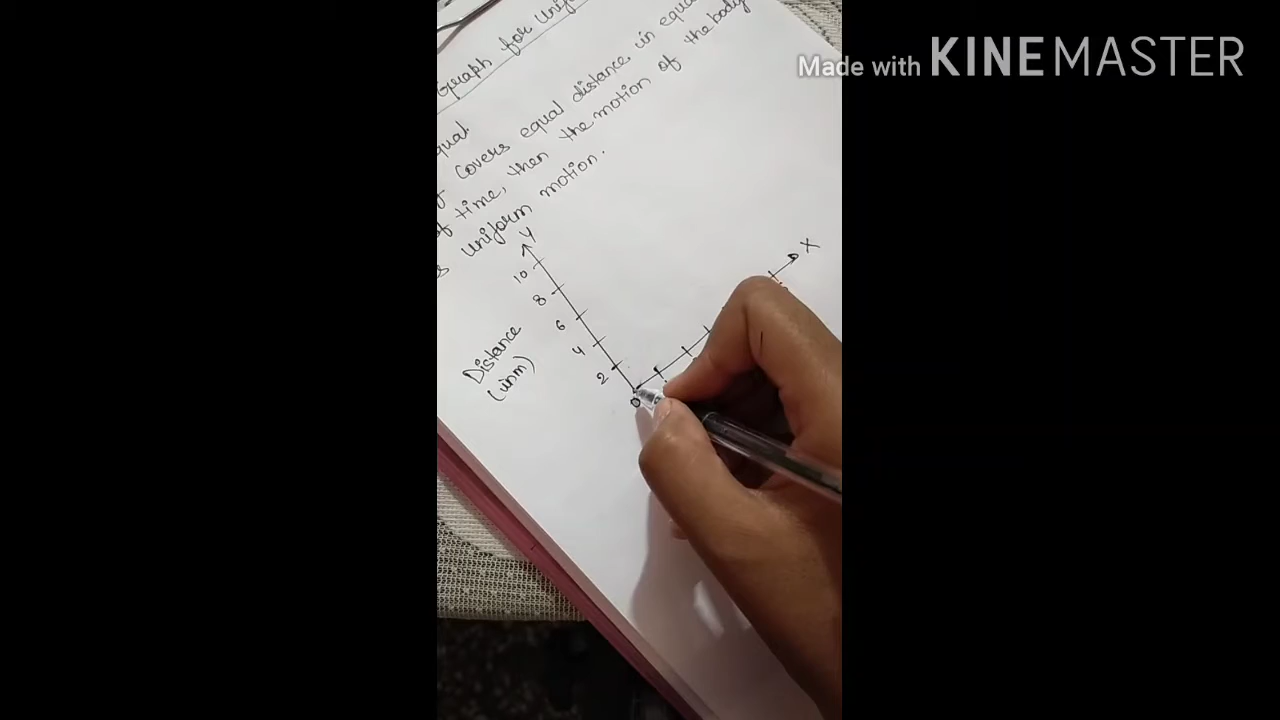 Made with KINEMASTER
Graph for Unif
qual
covers equal distance in equa
of time, then the motion of the body
s uniform motion.
Y
10
8
6
4
2
0
X
Distance
(in m)